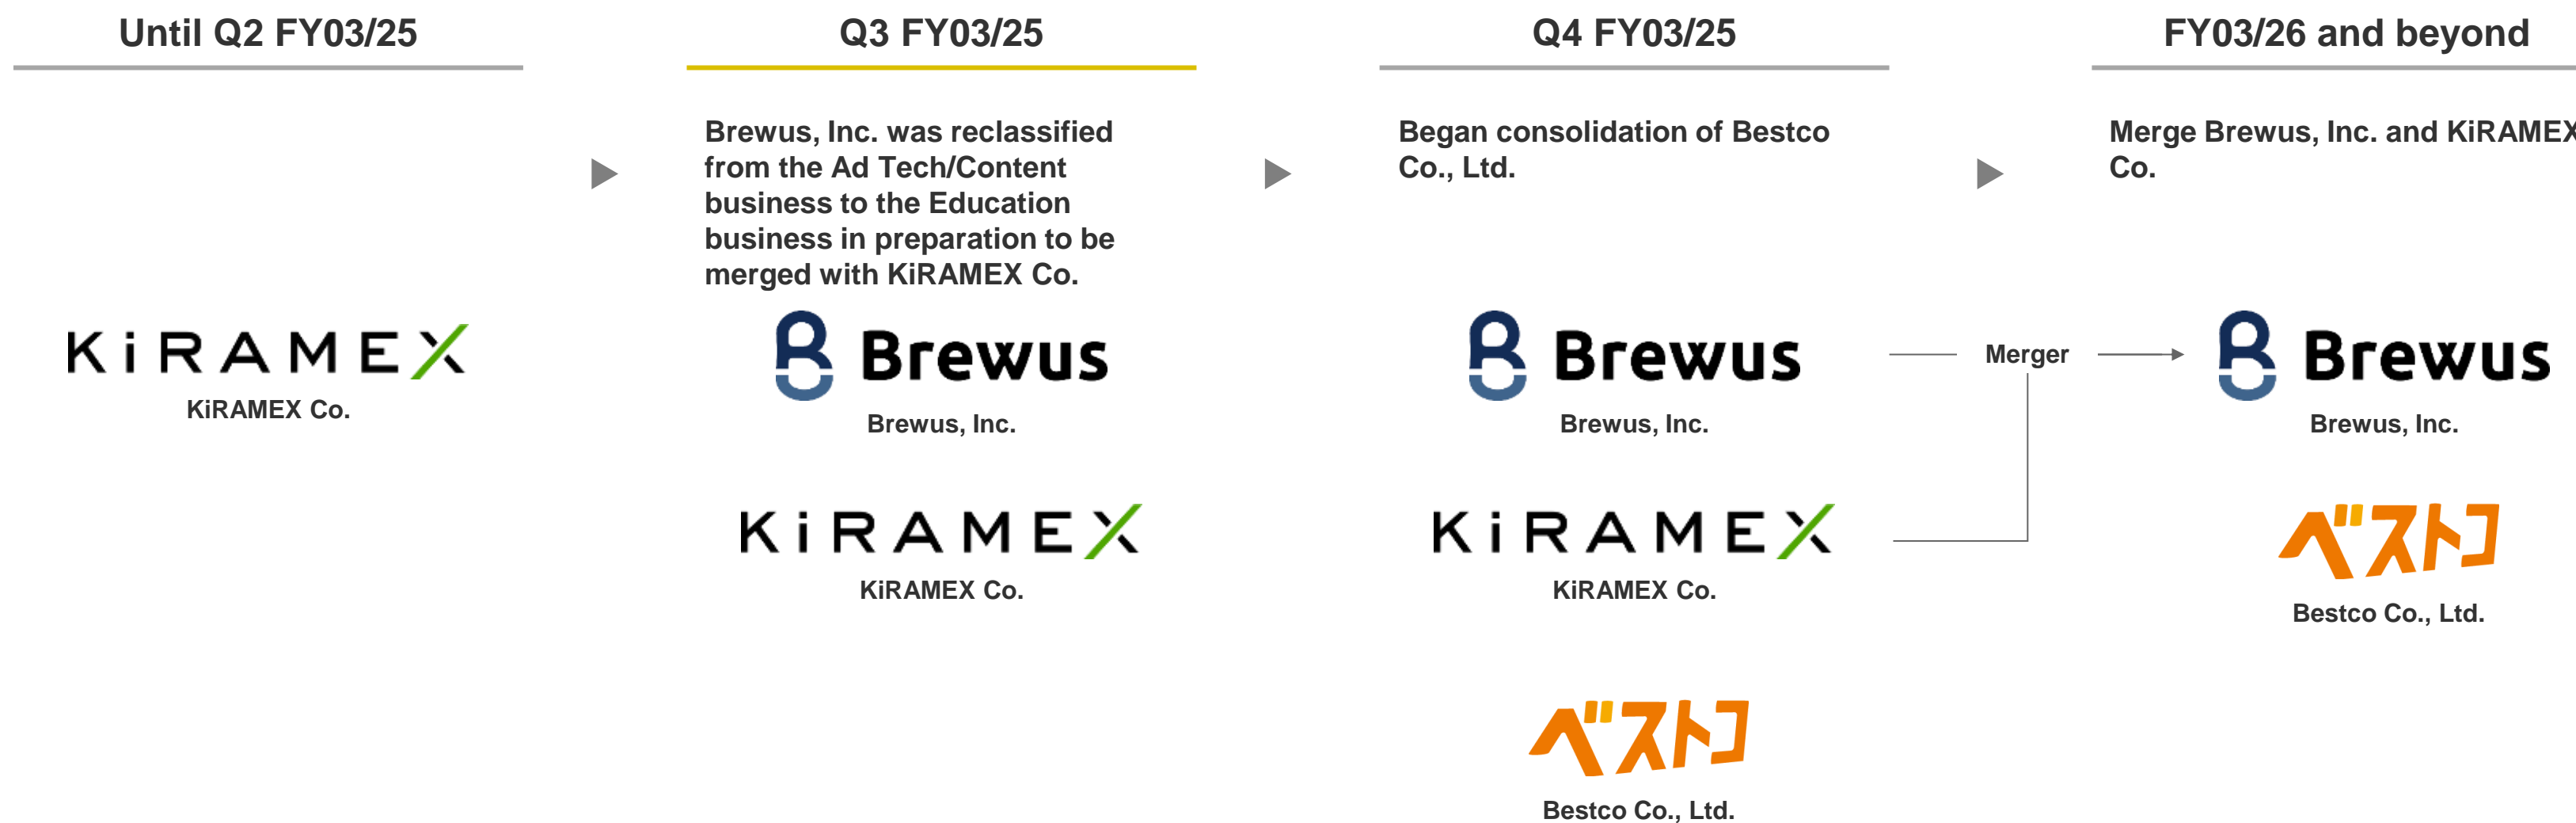 Until Q2 FY03/25
KiRAMEX
KiRAMEX Co.
Q3 FY03/25
Brewus, Inc. was reclassified
from the Ad Tech/Content
business to the Education
business in preparation to be
merged with KiRAMEX Co.
Brewus
Brewus, Inc.
KiRAMEX
KiRAMEX Co.
Q4 FY03/25
Began consolidation of Bestco
Co., Ltd.
Brewus
Brewus, Inc.
KiRAMEX
KiRAMEX Co.
ベストコ
Bestco Co., Ltd.
Merger
FY03/26 and beyond
Merge Brewus, Inc. and KiRAMEX
Co.
Brewus
Brewus, Inc.
ベストコ
Bestco Co., Ltd.